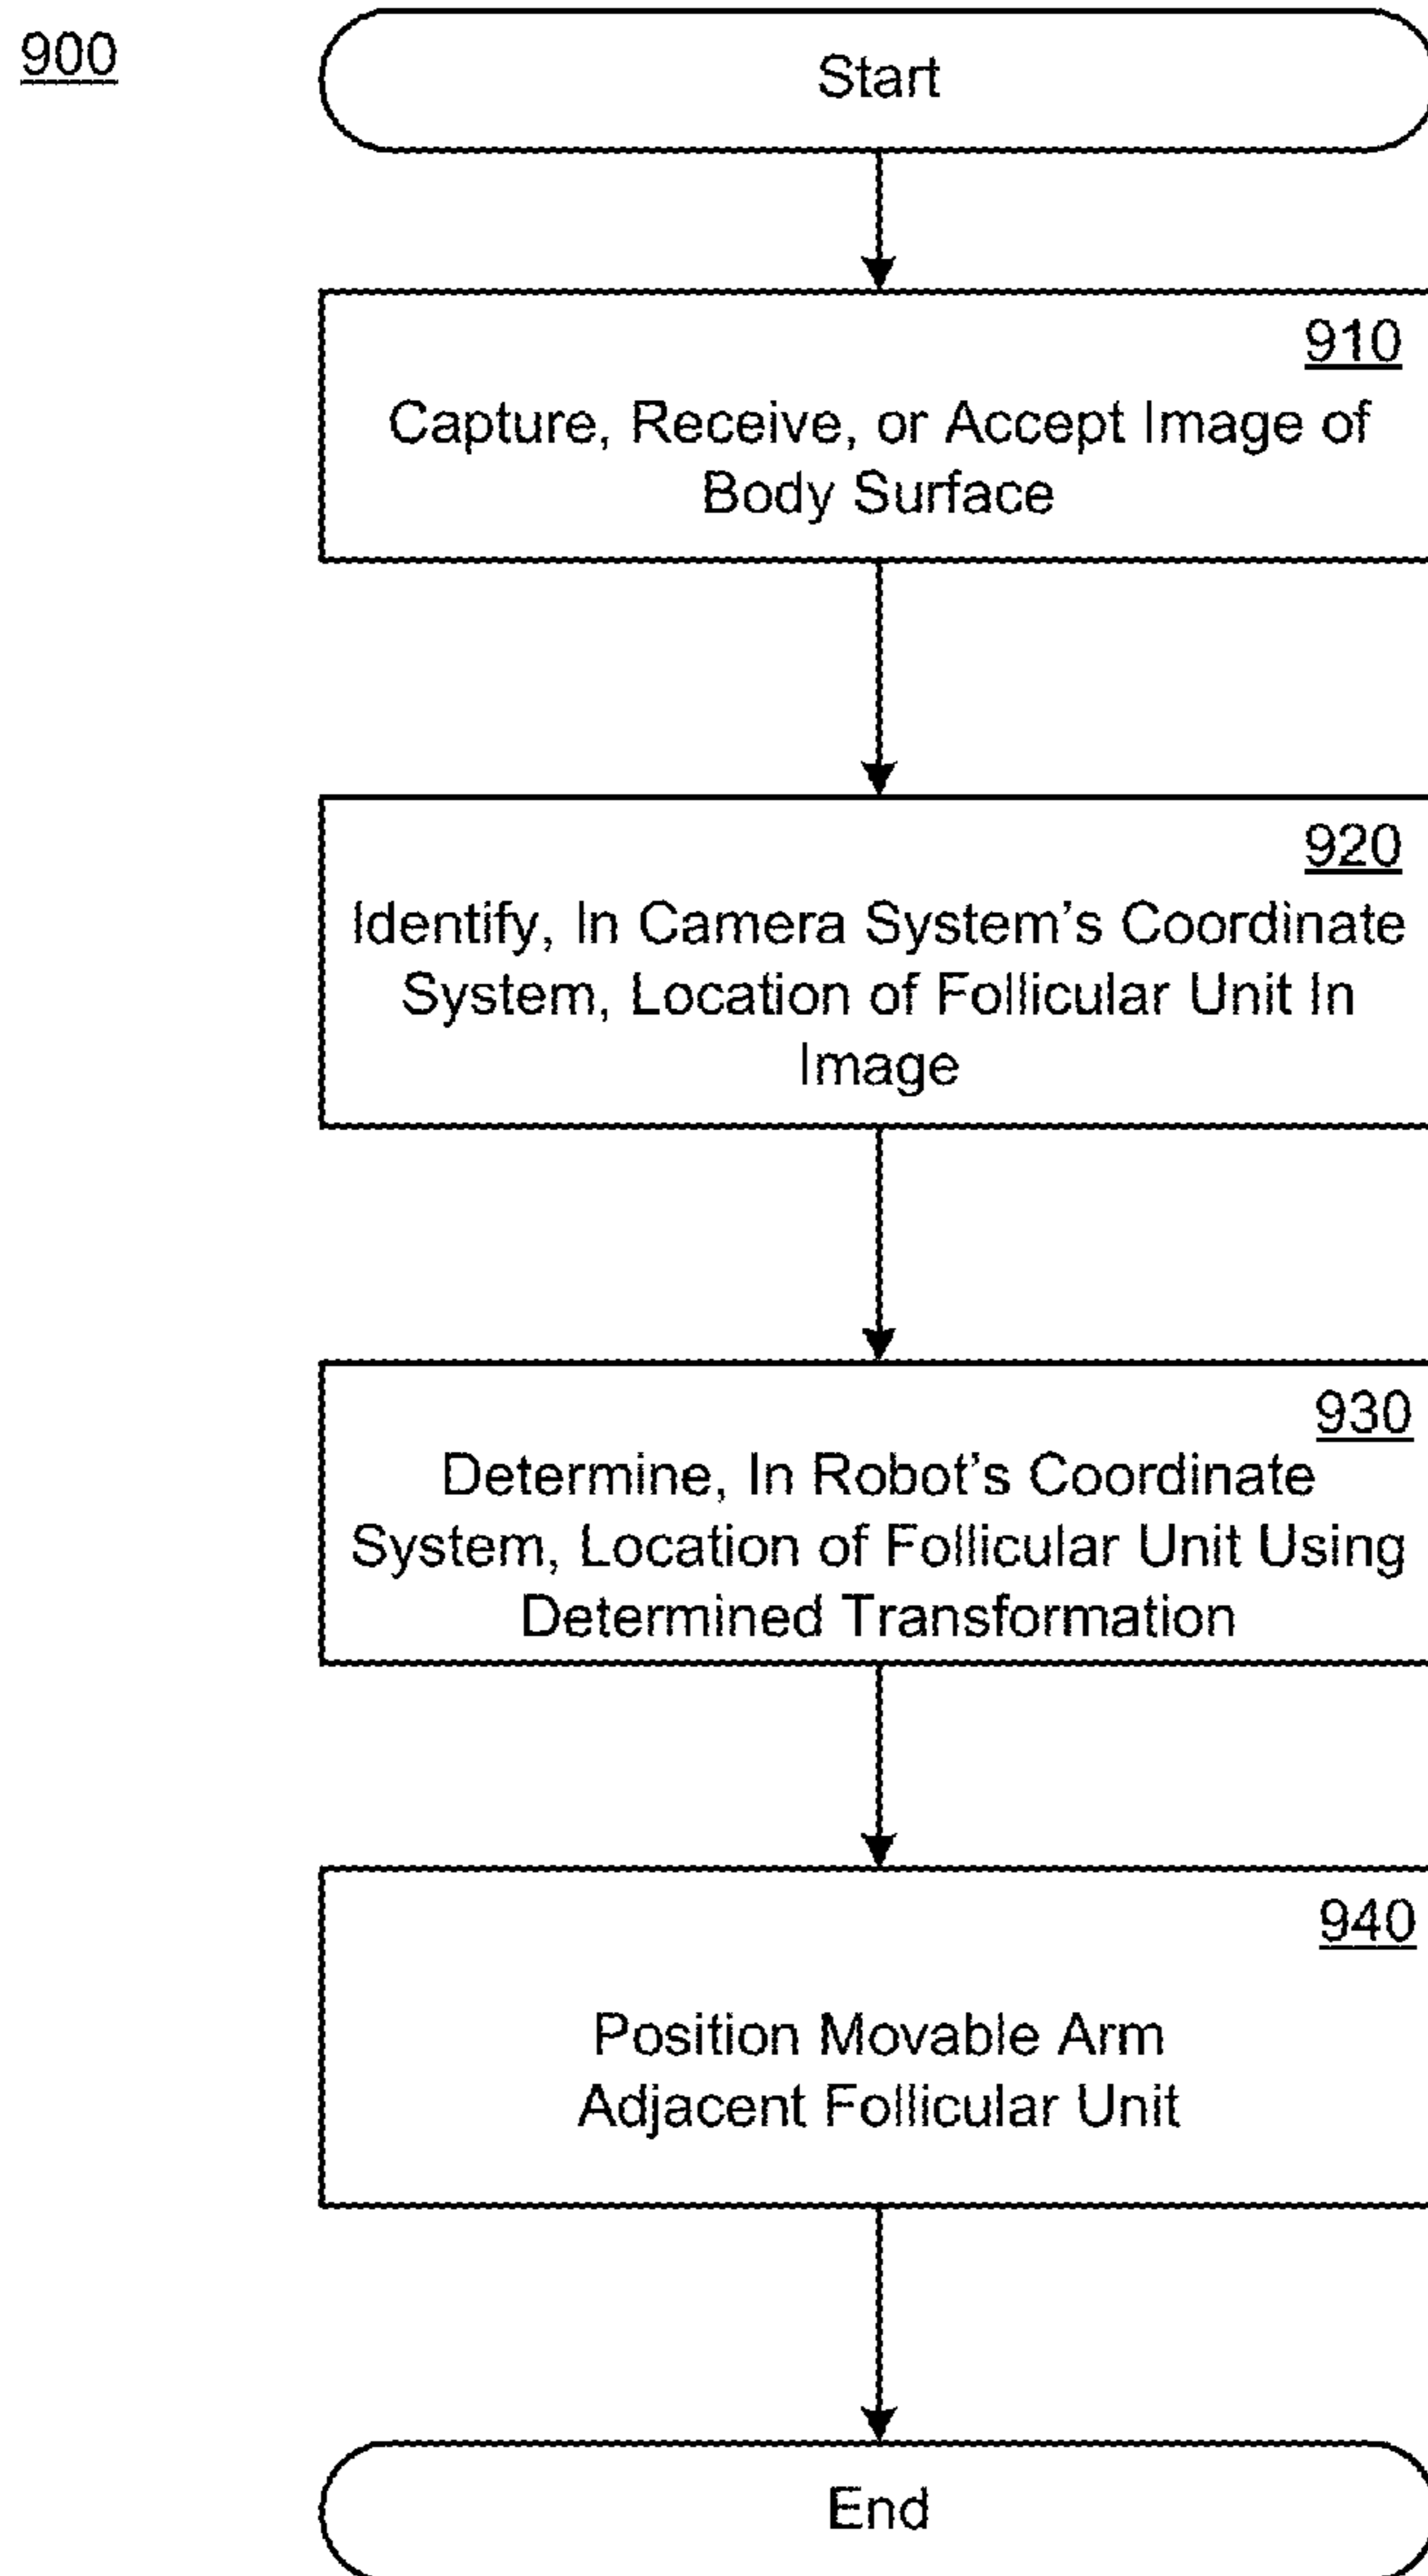 900
Start
910
Capture, Receive, or Accept Image of
Body Surface
920
Identify, In Camera System's Coordinate
System, Location of Follicular Unit In
Image
930
Determine, In Robot's Coordinate
System, Location of Follicular Unit Using
Determined Transformation
940
Position Movable Arm
Adjacent Follicular Unit
End